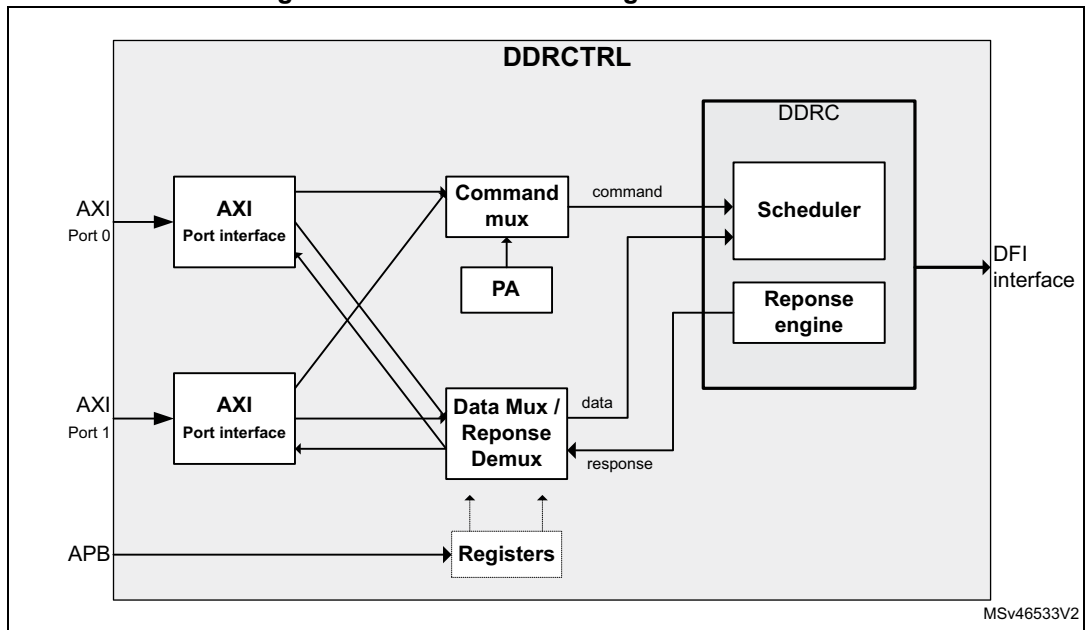 DDRCTRL
DDRC
AXI
Port 0
AXI
Port interface
Command
mux
command
Scheduler
PA
DFI
interface
Reponse
engine
AXI
Port 1
AXI
Port interface
Data Mux /
Reponse
Demux
data
response
APB
Registers
MSv46533V2